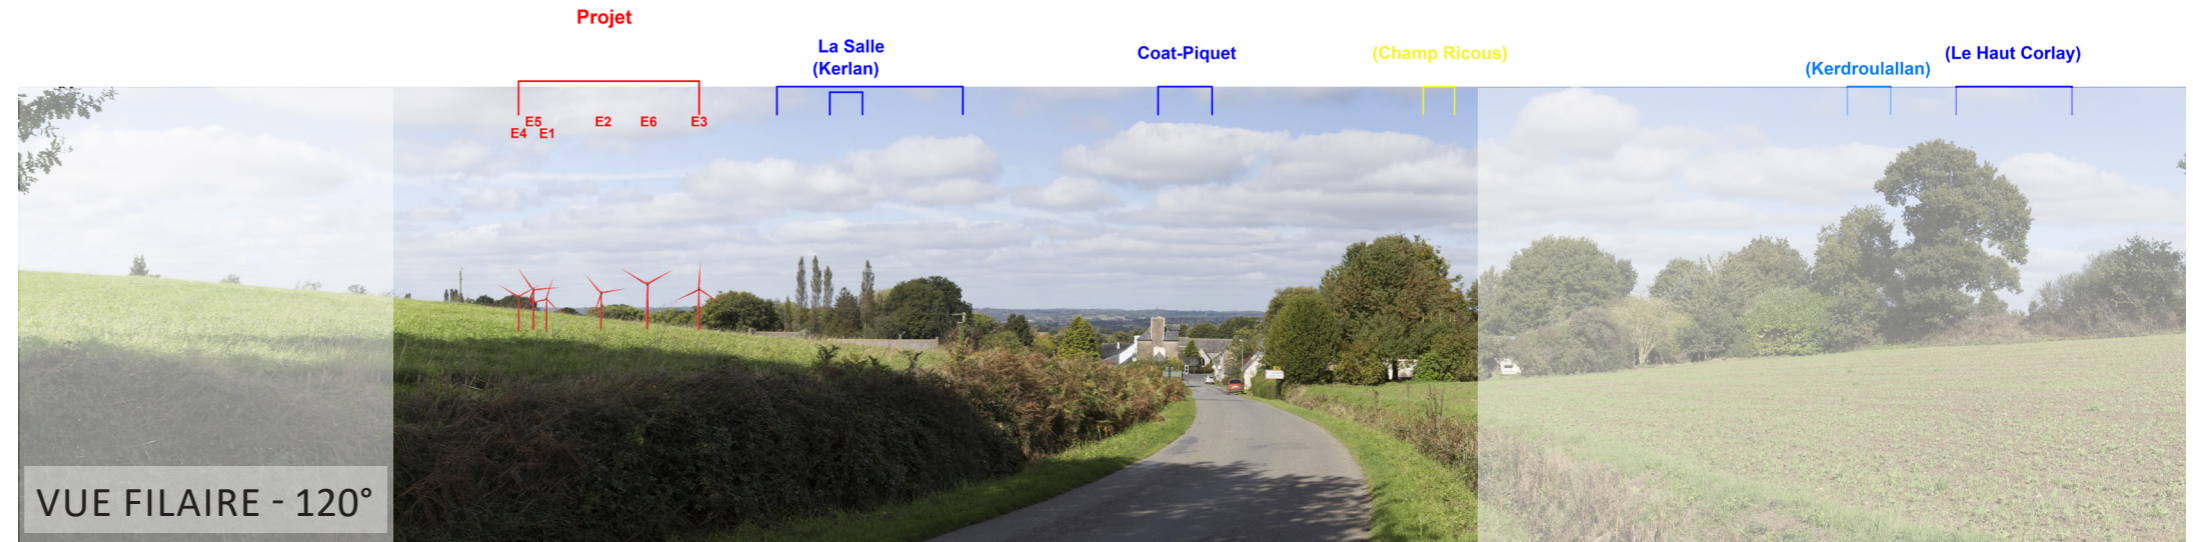 Projet
La Salle
(Kerlan)
Coat-Piquet
(Champ Ricous)
(Kerdroulallan)
(Le Haut Corlay)
E5
E4 E1
E2
E6
E3
VUE FILAIRE - 120°